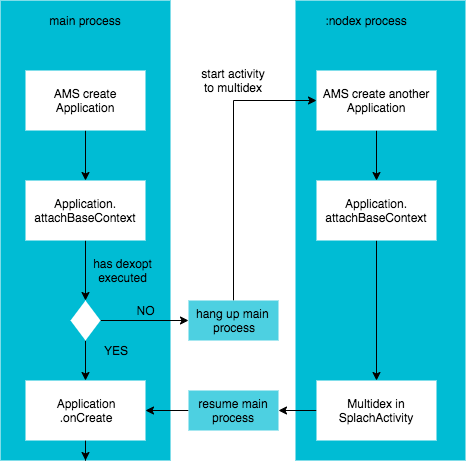 main process
:nodex process
AMS create
Application
start activity
to multidex
AMS create another
Application
Application.
attachBaseContext
Application.
attachBaseContext
has dexopt
executed
NO
hang up main
process
YES
Application
.onCreate
resume main
process
Multidex in
SplachActivity